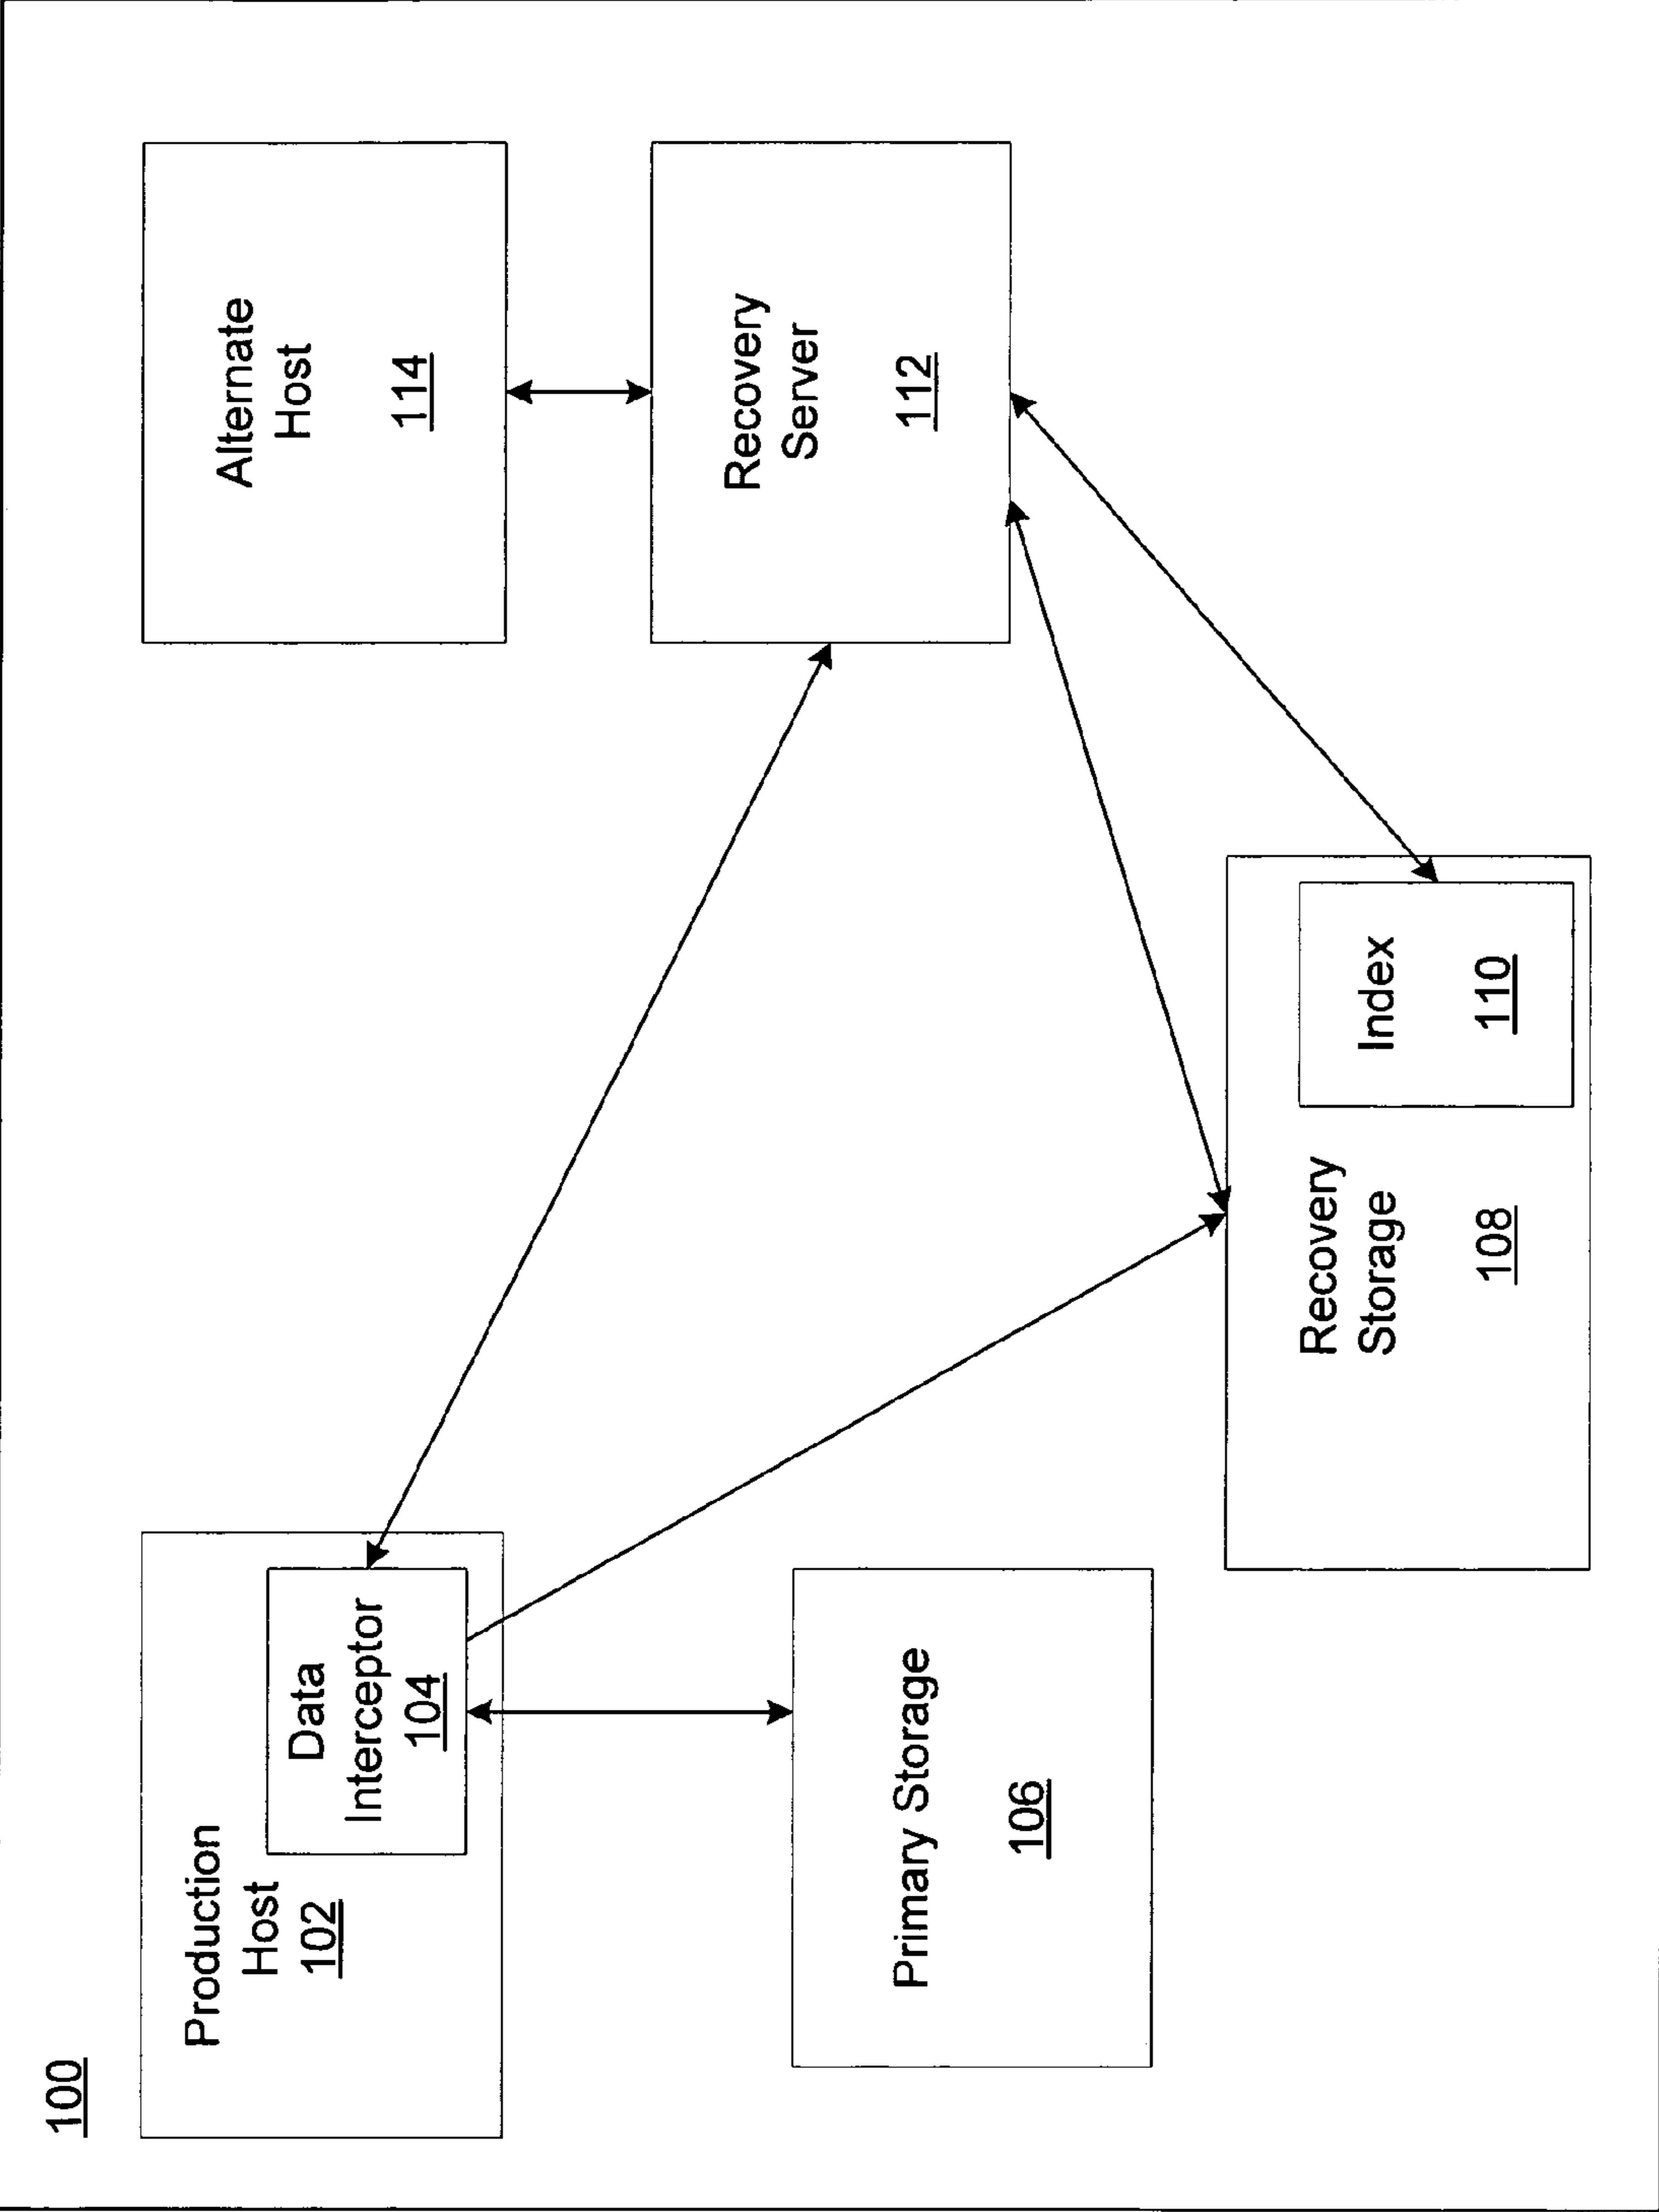 100
Production
Host
102
Data
Interceptor
104
Alternate
Host
114
Primary Storage
106
Recovery
Server
112
Recovery
Storage
108
Index
110